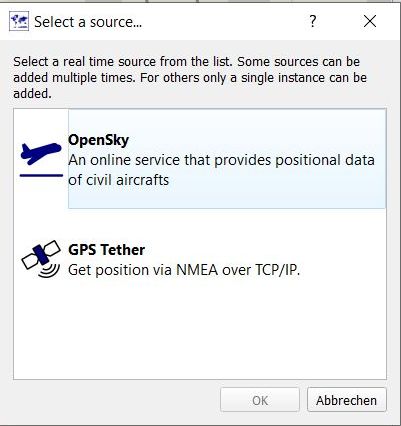 Select a source...
Select a real time source from the list. Some sources can be
added multiple times. For others only a single instance can be
added.
OpenSky
An online service that provides positional data
of civil aircrafts
GPS Tether
Get position via NMEA over TCP/IP.
OK
Abbrechen